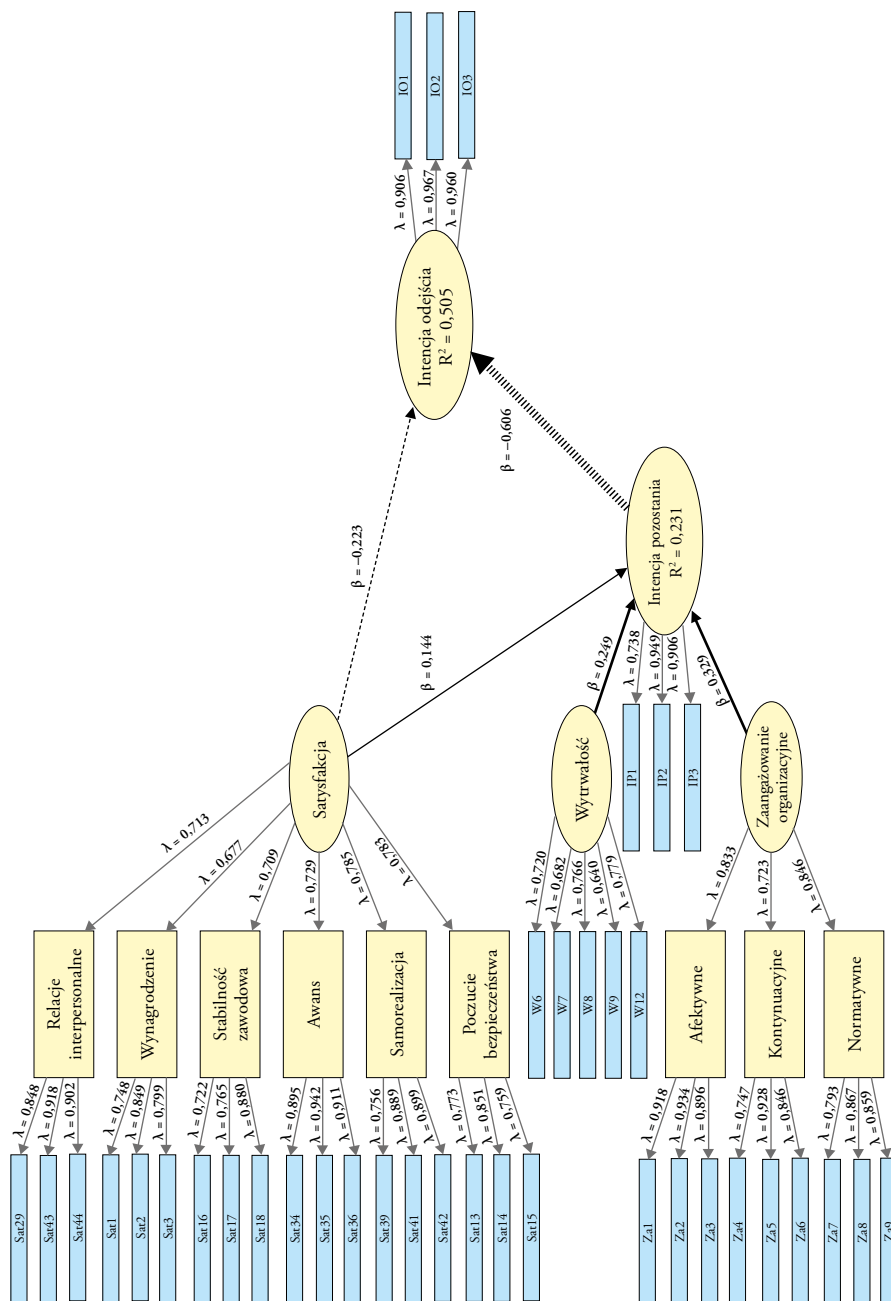 Sat29
Sat43
Sat44
Sat1
Sat2
Sat3
Sat16
Sat17
Sat18
Sat34
Sat35
Sat36
Sat39
Sat41
Sat42
Sat13
Sat14
Sat15
λ = 0,848
λ = 0,918
λ = 0,902
λ = 0,748
λ = 0,849
λ = 0,799
λ = 0,722
λ = 0,765
λ = 0,880
λ = 0,895
λ = 0,942
λ = 0,911
λ = 0,756
λ = 0,889
λ = 0,899
λ = 0,773
λ = 0,851
λ = 0,759
Relacje
interpersonalne
Wynagrodzenie
Stabilność
zawodowa
Awans
Samorealizacja
Poczucie
bezpieczeństwa
λ = 0,713
λ = 0,677
λ = 0,709
λ = 0,729
λ = 0,785
λ = 0,783
Satysfakcja
β = −0,223
β = 0,144
Intencja odejścia
R² = 0,505
λ = 0,906
λ = 0,967
λ = 0,960
IO1
IO2
IO3
β = −0,606
Intencja pozostania
R² = 0,231
λ = 0,738
λ = 0,949
λ = 0,906
IP1
IP2
IP3
β = 0,249
β = 0,329
Wytrwałość
λ = 0,720
λ = 0,682
λ = 0,766
λ = 0,640
λ = 0,779
W6
W7
W8
W9
W12
Zaangażowanie
organizacyjne
λ = 0,833
λ = 0,723
λ = 0,846
Afektywne
Kontynuacyjne
Normatywne
λ = 0,918
λ = 0,934
λ = 0,896
λ = 0,747
λ = 0,928
λ = 0,846
λ = 0,793
λ = 0,867
λ = 0,859
Za1
Za2
Za3
Za4
Za5
Za6
Za7
Za8
Za9